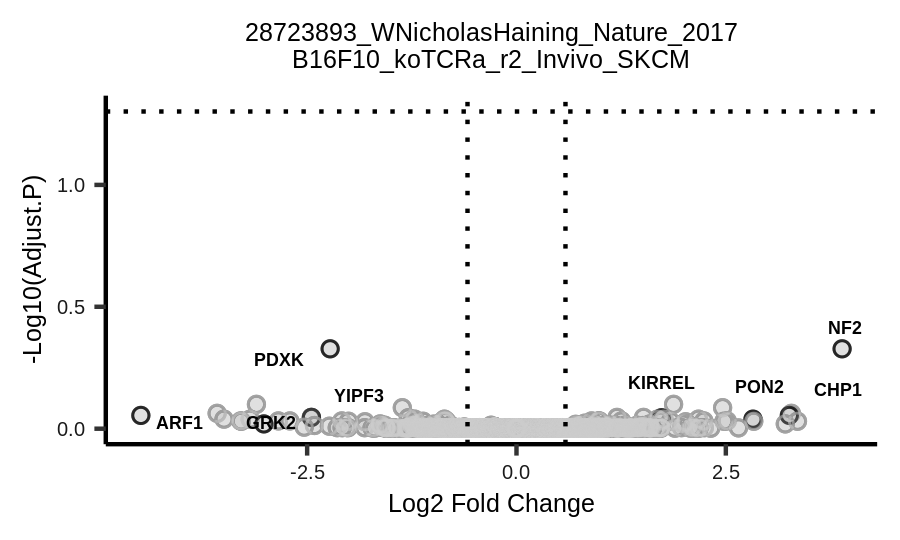 28723893_WNicholasHaining_Nature_2017
B16F10_koTCRa_r2_Invivo_SKCM
-Log10(Adjust.P)
1.0
0.5
0.0
NF2
PDXK
KIRREL
PON2
CHP1
YIPF3
ARF1
GRK2
-2.5
0.0
2.5
Log2 Fold Change